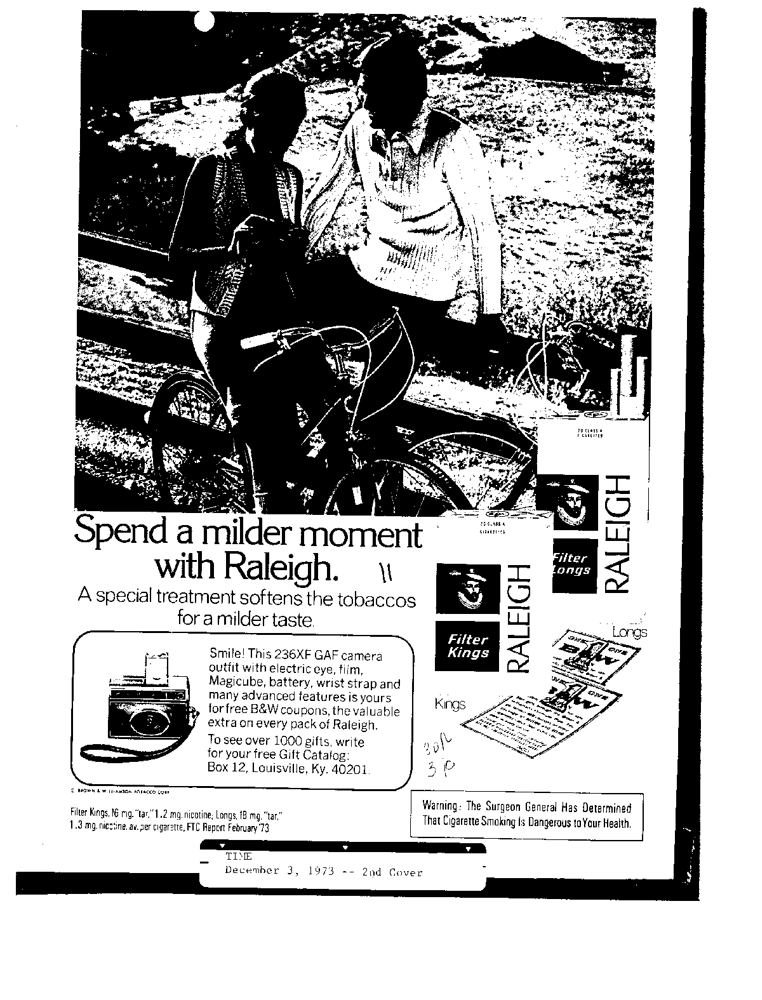 20 CLASS A
CIGARETTES
RALEIGH
Filter
Longs
20 CLASS A
CIGARETTES
RALEIGH
Filter
Kings
Spend a milder moment
with Raleigh.
A special treatment softens the tobaccos
for a milder taste.
Longs
B&W
Kings
Smile! This 236XF GAF camera
outfit with electric eye, film,
Magicube, battery, wrist strap and
many advanced features is yours
for free B&W coupons, the valuable
extra on every pack of Raleigh.
To see over 1000 gifts, write
for your free Gift Catalog:
Box 12, Louisville, Ky. 40201.
© BROWN & WILLIAMSON TOBACCO CORP.
Filter Kings, 16 mg. "tar," 1.2 mg. nicotine; Longs, 18 mg. "tar,"
1.3 mg. nicotine, av. per cigarette, FTC Report February '73
Warning: The Surgeon General Has Determined
That Cigarette Smoking Is Dangerous to Your Health.
TIME
December 3, 1973 -- 2nd Cover